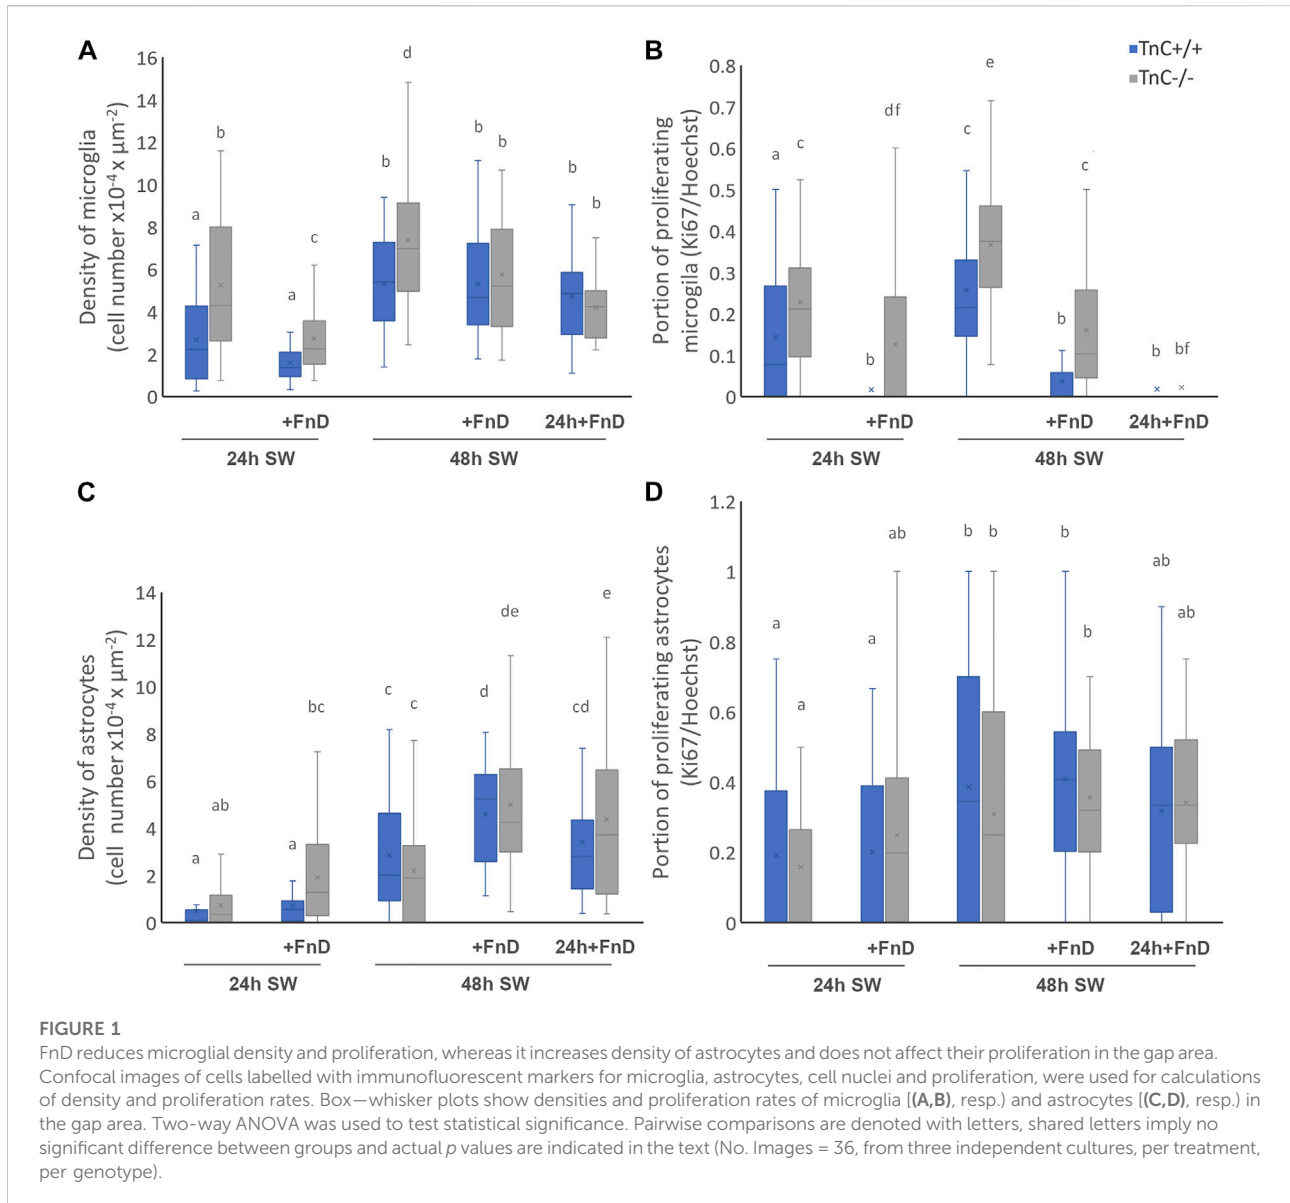 A
B
TnC+/+
TnC-/-
Density of microglia
(cell number x10-4 x µm-2)
16
14
12
10
8
6
4
2
0
a
b
a
c
b
d
b
b
b
b
+FnD
+FnD
24h+FnD
24h SW
48h SW
Portion of proliferating
microgila (Ki67/Hoechst)
0.8
0.7
0.6
0.5
0.4
0.3
0.2
0.1
0
a
c
b
df
c
e
b
c
b
bf
+FnD
+FnD
24h+FnD
24h SW
48h SW
C
D
Density of astrocytes
(cell number x10-4 x µm-2)
14
12
10
8
6
4
2
0
a
ab
a
bc
c
c
d
de
cd
e
+FnD
+FnD
24h+FnD
24h SW
48h SW
Portion of proliferating astrocytes
(Ki67/Hoechst)
1.2
1
0.8
0.6
0.4
0.2
0
a
a
a
ab
b
b
b
b
ab
ab
+FnD
+FnD
24h+FnD
24h SW
48h SW
FIGURE 1
FnD reduces microglial density and proliferation, whereas it increases density of astrocytes and does not affect their proliferation in the gap area.
Confocal images of cells labelled with immunofluorescent markers for microglia, astrocytes, cell nuclei and proliferation, were used for calculations
of density and proliferation rates. Box—whisker plots show densities and proliferation rates of microglia [(A,B), resp.) and astrocytes [(C,D), resp.) in
the gap area. Two-way ANOVA was used to test statistical significance. Pairwise comparisons are denoted with letters, shared letters imply no
significant difference between groups and actual p values are indicated in the text (No. Images = 36, from three independent cultures, per treatment,
per genotype).